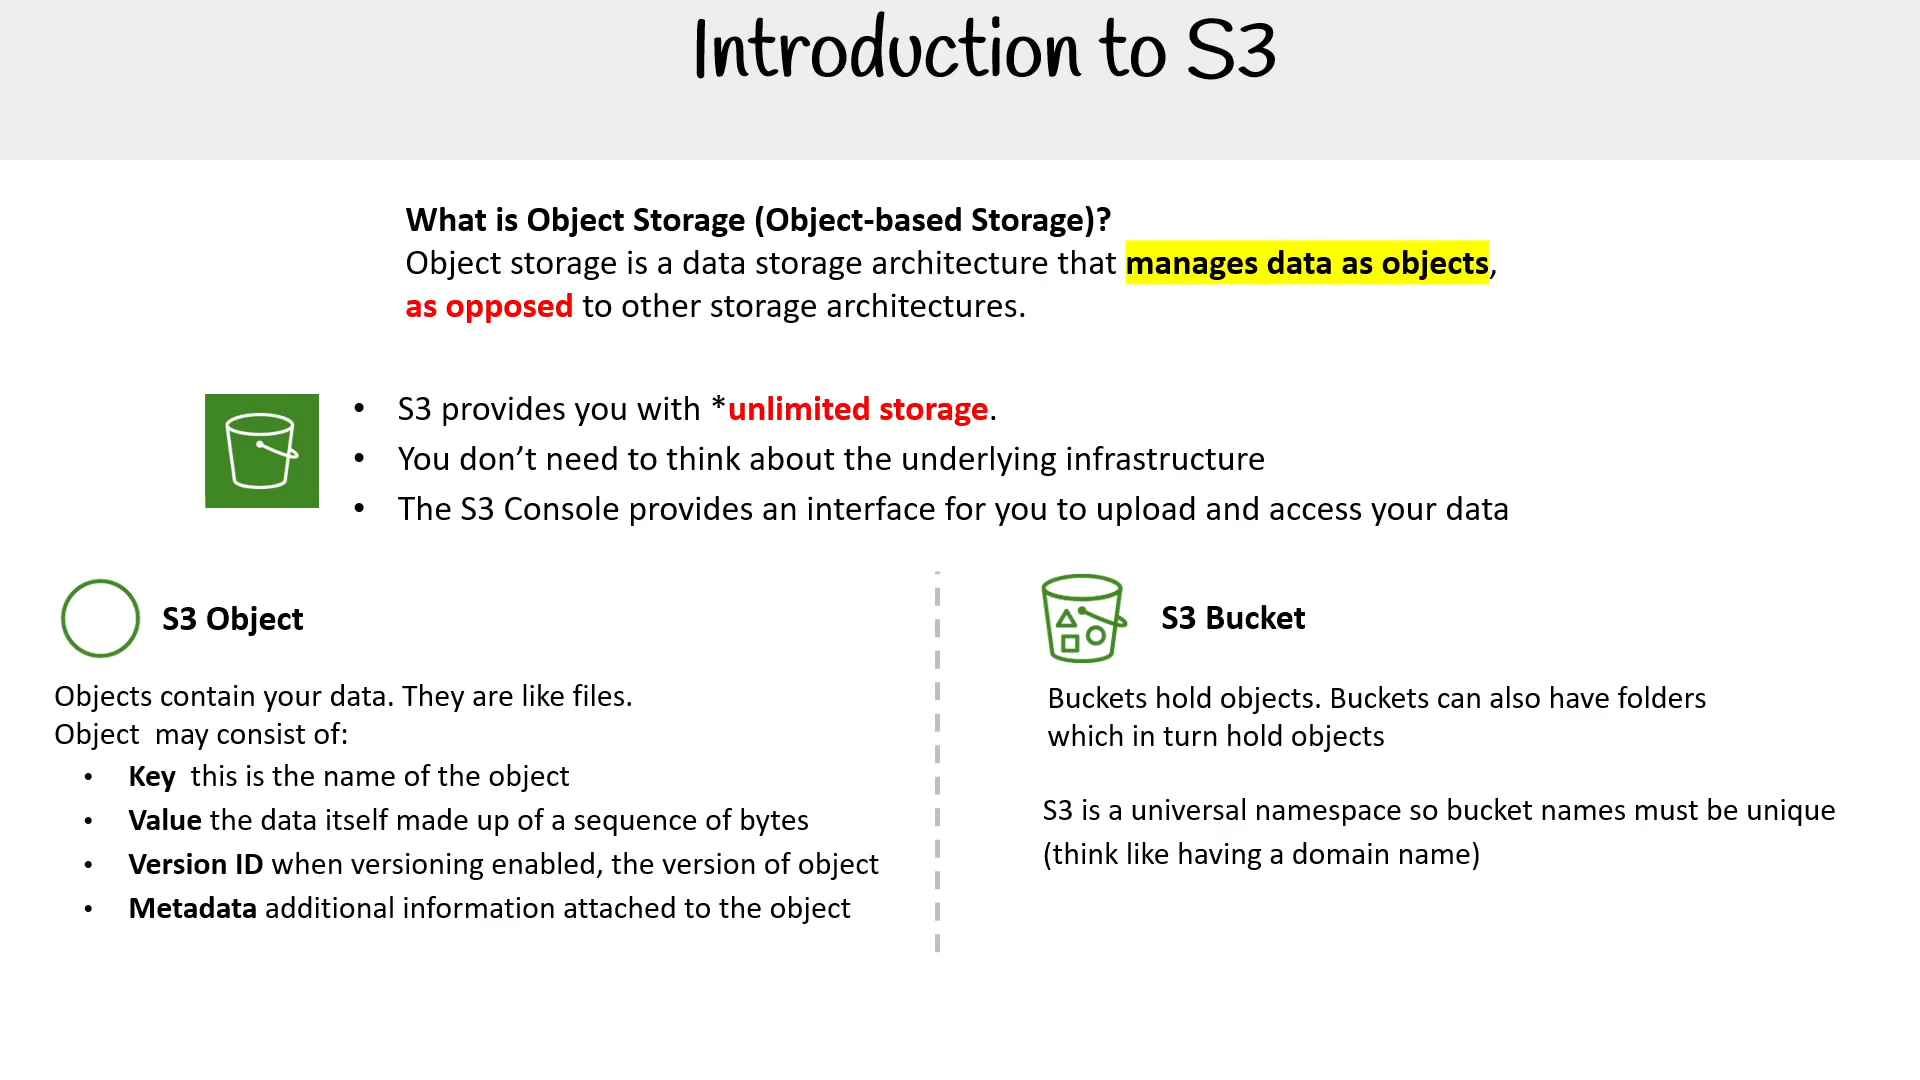 Introduction to S3
What is Object Storage (Object-based Storage)?
Object storage is a data storage architecture that manages data as objects,
as opposed to other storage architectures.
• S3 provides you with *unlimited storage.
• You don’t need to think about the underlying infrastructure
• The S3 Console provides an interface for you to upload and access your data
S3 Object
Objects contain your data. They are like files.
Object  may consist of:
• Key  this is the name of the object
• Value the data itself made up of a sequence of bytes
• Version ID when versioning enabled, the version of object
• Metadata additional information attached to the object
S3 Bucket
Buckets hold objects. Buckets can also have folders
which in turn hold objects
S3 is a universal namespace so bucket names must be unique
(think like having a domain name)